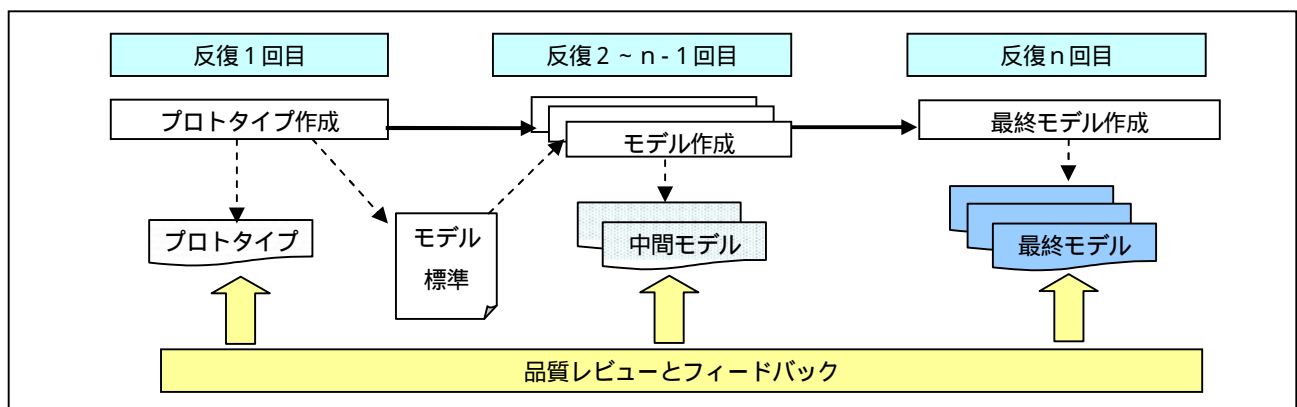 反復１回目
反復２～ｎ-１回目
反復ｎ回目
プロトタイプ作成
モデル作成
最終モデル作成
プロトタイプ
モデル
標準
中間モデル
最終モデル
品質レビューとフィードバック